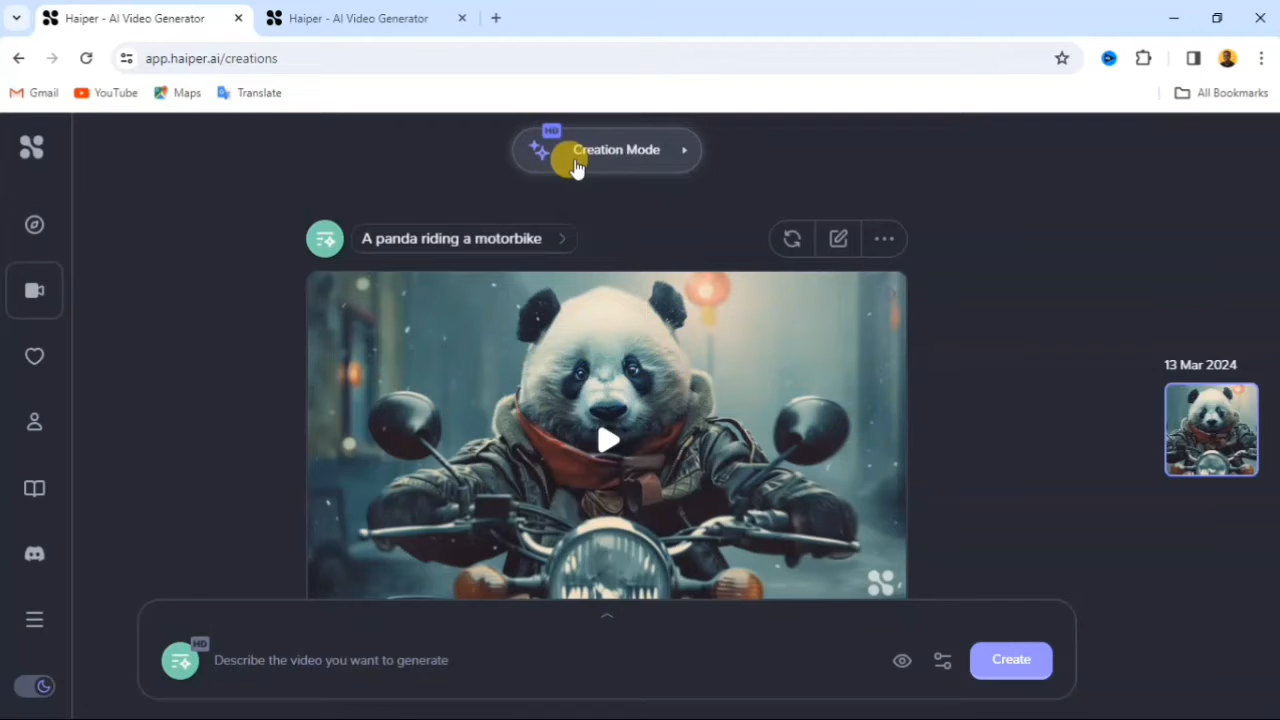 Haiper - AI Video Generator
Haiper - AI Video Generator
app.haiper.ai/creations
Gmail
YouTube
Maps
Translate
All Bookmarks
HD
Creation Mode
A panda riding a motorbike
13 Mar 2024
HD
Describe the video you want to generate
Create